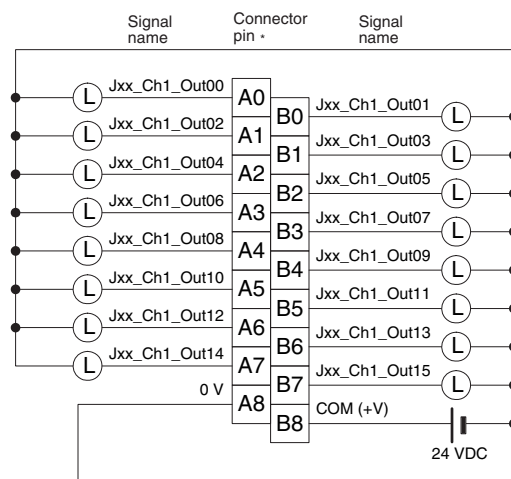 Signal name Connector pin * Signal name
L Jxx_Ch1_Out00 A0
B0 Jxx_Ch1_Out01 L
L Jxx_Ch1_Out02 A1
B1 Jxx_Ch1_Out03 L
L Jxx_Ch1_Out04 A2
B2 Jxx_Ch1_Out05 L
L Jxx_Ch1_Out06 A3
B3 Jxx_Ch1_Out07 L
L Jxx_Ch1_Out08 A4
B4 Jxx_Ch1_Out09 L
L Jxx_Ch1_Out10 A5
B5 Jxx_Ch1_Out11 L
L Jxx_Ch1_Out12 A6
B6 Jxx_Ch1_Out13 L
L Jxx_Ch1_Out14 A7
B7 Jxx_Ch1_Out15 L
0 V A8
B8 COM (+V)
24 VDC